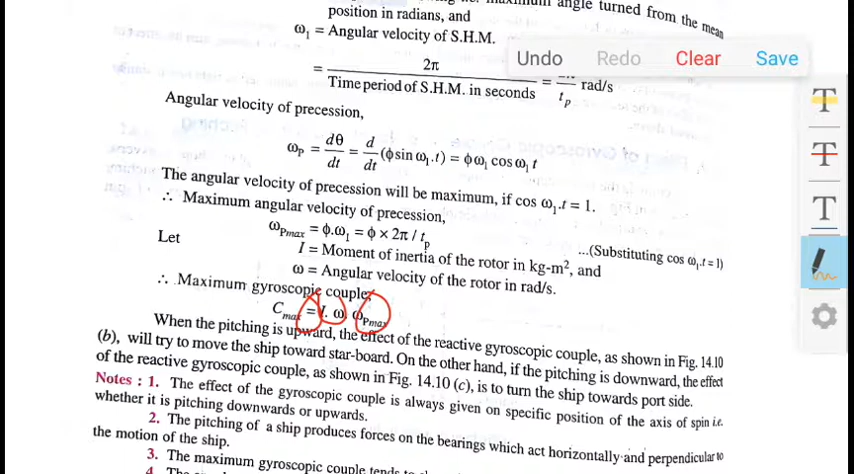 angle turned from the mean
position in radians, and
ω₁ = Angular velocity of S.H.M.
Undo Redo Clear Save
= 2π / Time period of S.H.M. in seconds = / tₚ rad/s
Angular velocity of precession,
ωP = dθ/dt = d/dt (ϕ sin ω₁.t) = ϕ ω₁ cos ω₁ t
The angular velocity of precession will be maximum, if cos ω₁.t = 1.
∴ Maximum angular velocity of precession,
ωPmax = ϕ.ω₁ = ϕ × 2π / tp ...(Substituting cos ω₁.t = 1)
Let I = Moment of inertia of the rotor in kg-m², and
ω = Angular velocity of the rotor in rad/s.
∴ Maximum gyroscopic couple,
Cmax = I. ω. ωPmax
When the pitching is upward, the effect of the reactive gyroscopic couple, as shown in Fig. 14.10
(b), will try to move the ship toward star-board. On the other hand, if the pitching is downward, the effect
of the reactive gyroscopic couple, as shown in Fig. 14.10 (c), is to turn the ship towards port side.
Notes : 1. The effect of the gyroscopic couple is always given on specific position of the axis of spin i.e.
whether it is pitching downwards or upwards.
2. The pitching of a ship produces forces on the bearings which act horizontally and perpendicular to
the motion of the ship.
3. The maximum gyroscopic couple tends to
4. The
T
T
T